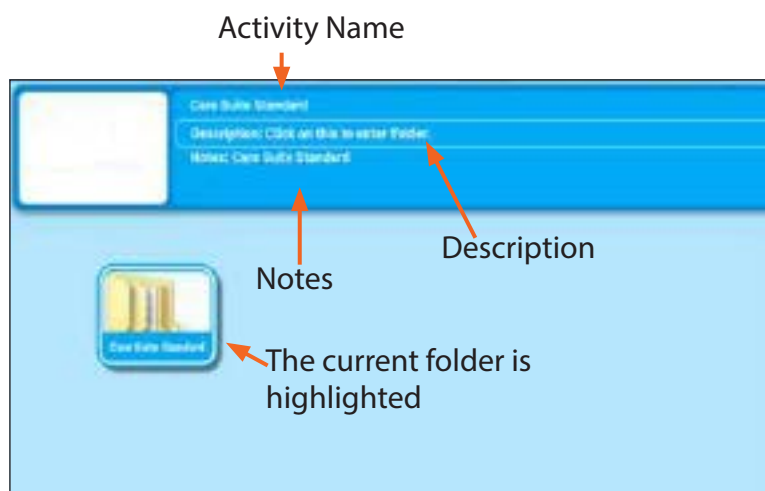 Activity Name
Care Suite Standard
Description: Click on this to enter folder
Notes: Care Suite Standard
Description
Notes
Care Suite Standard
The current folder is
highlighted